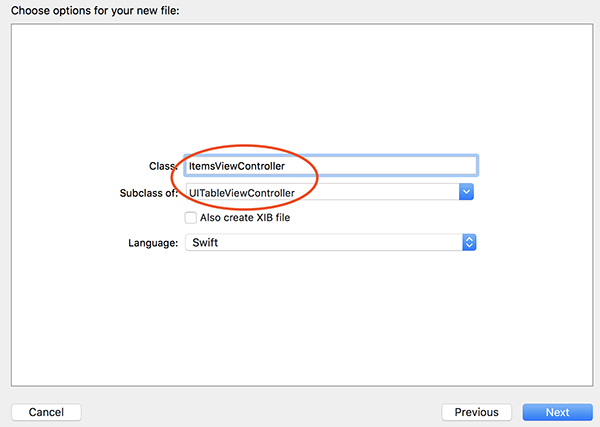 Choose options for your new file:
Class: ItemsViewController
Subclass of: UITableViewController
Also create XIB file
Language: Swift
Cancel Previous Next